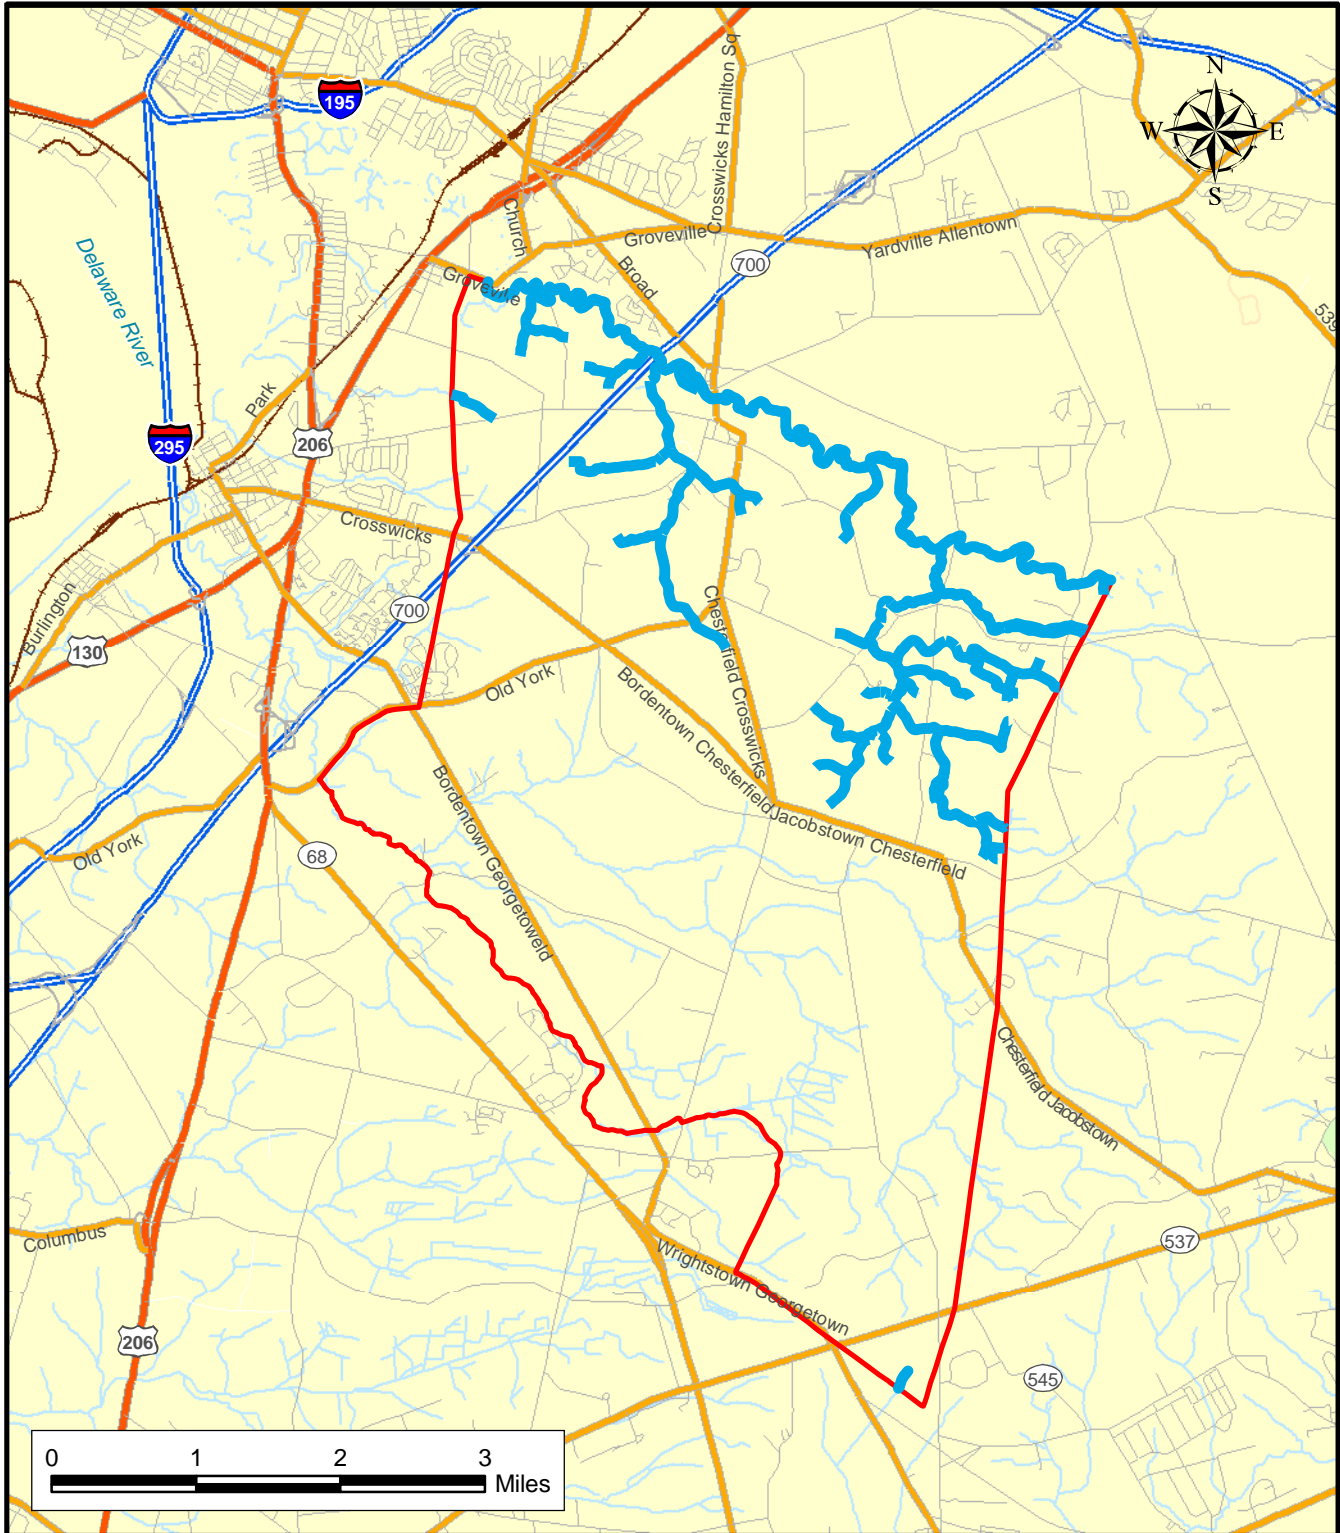 N
W
E
S
195
Crosswicks Hamilton Sq
Church
Groveville
Yardville Allentown
Delaware River
Broad
700
Groveville
539
Park
295
206
Crosswicks
Chesterfield Crosswicks
700
Burlington
130
Old York
Bordentown Chesterfield
Bordentown Georgetoweld
Jacobstown Chesterfield
Old York
68
Chesterfield Jacobstown
Columbus
537
Wrightstown Georgetown
206
545
0 1 2 3
Miles